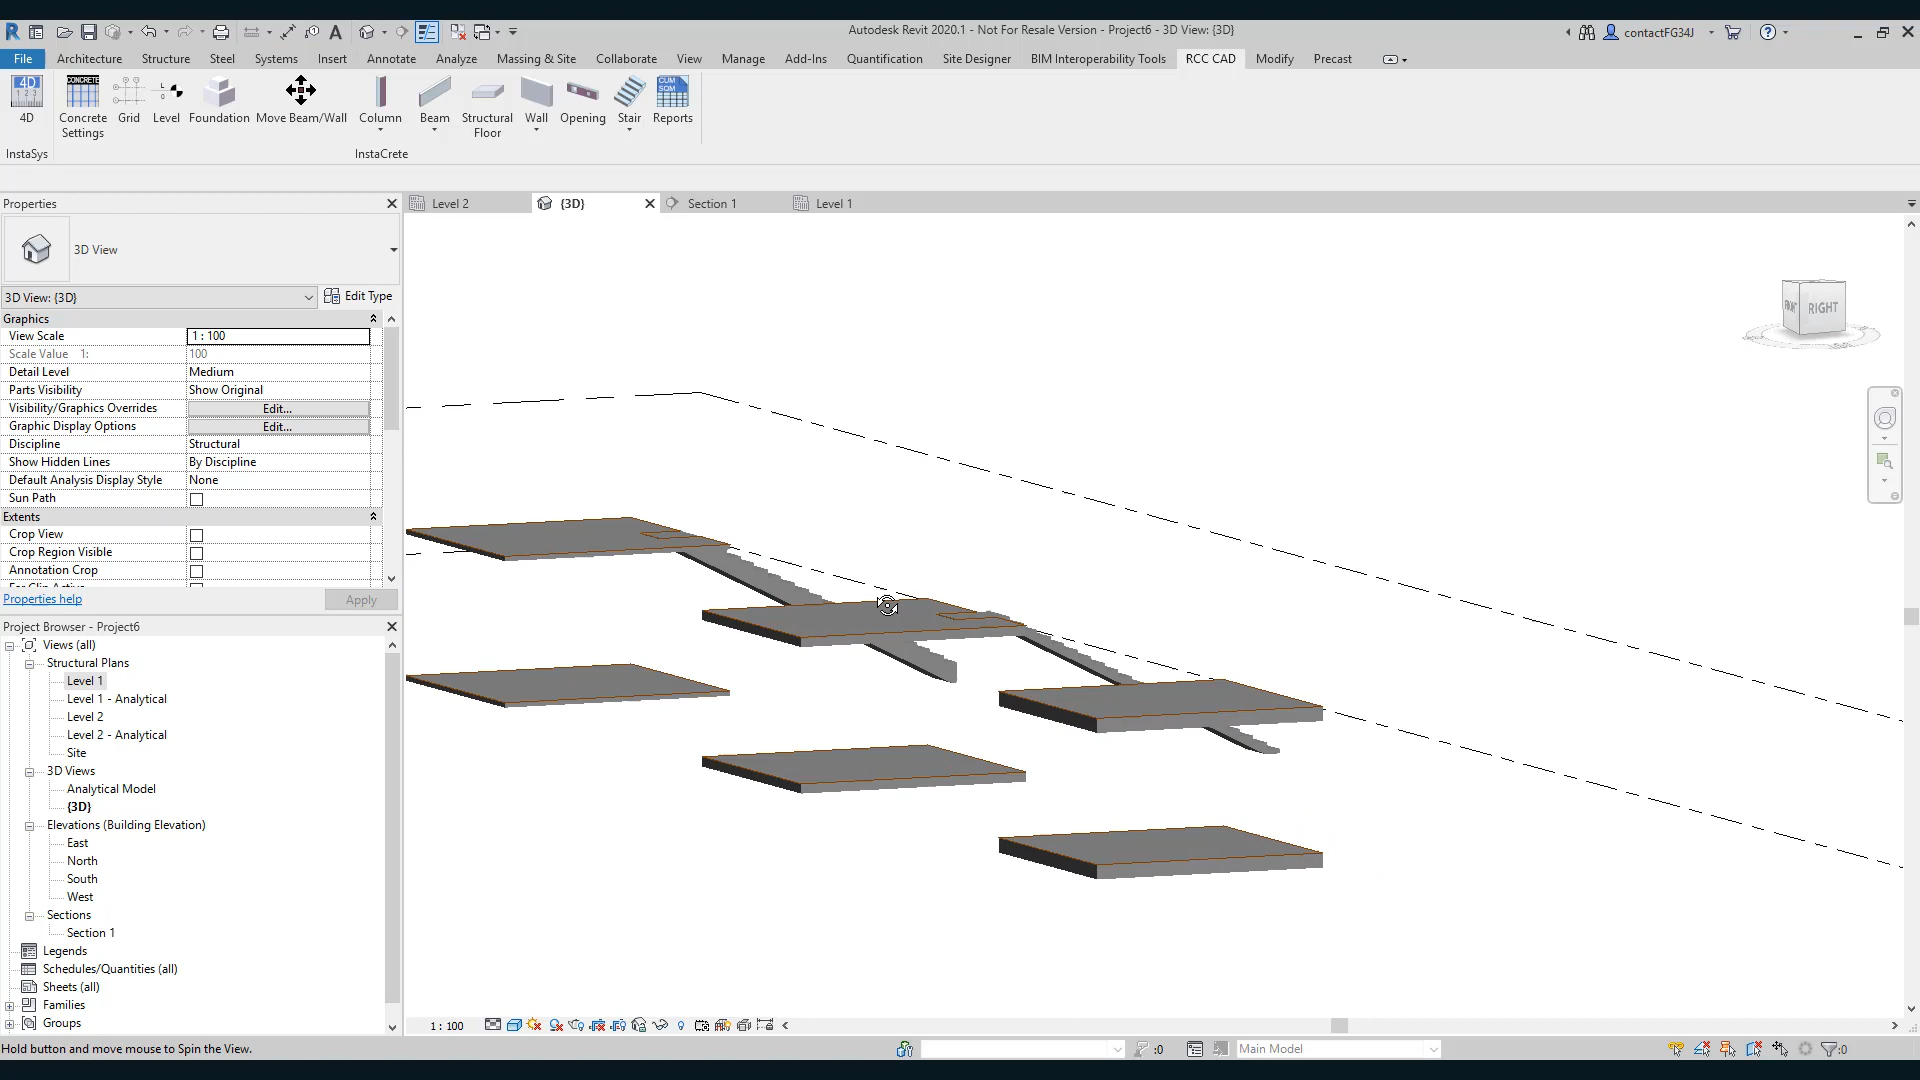 Autodesk Revit 2020.1 - Not For Resale Version - Project6 - 3D View: {3D}
contactFG34J
File Architecture Structure Steel Systems Insert Annotate Analyze Massing & Site Collaborate View Manage Add-Ins Quantification Site Designer BIM Interoperability Tools RCC CAD Modify Precast
4D
1 2 3
CONCRETE
CUM
SQM
4D
Concrete
Settings
Grid
Level
Foundation
Move Beam/Wall
Column
Beam
Structural
Floor
Wall
Opening
Stair
Reports
InstaSys
InstaCrete
Properties
Level 2
{3D}
Section 1
Level 1
3D View
3D View: {3D}
Edit Type
Graphics
View Scale 1 : 100
Scale Value 1: 100
Detail Level Medium
Parts Visibility Show Original
Visibility/Graphics Overrides Edit...
Graphic Display Options Edit...
Discipline Structural
Show Hidden Lines By Discipline
Default Analysis Display Style None
Sun Path
Extents
Crop View
Crop Region Visible
Annotation Crop
Properties help
Apply
Project Browser - Project6
Views (all)
Structural Plans
Level 1
Level 1 - Analytical
Level 2
Level 2 - Analytical
Site
3D Views
Analytical Model
{3D}
Elevations (Building Elevation)
East
North
South
West
Sections
Section 1
Legends
Schedules/Quantities (all)
Sheets (all)
Families
Groups
FRONT
RIGHT
1 : 100
Hold button and move mouse to Spin the View.
:0
Main Model
:0